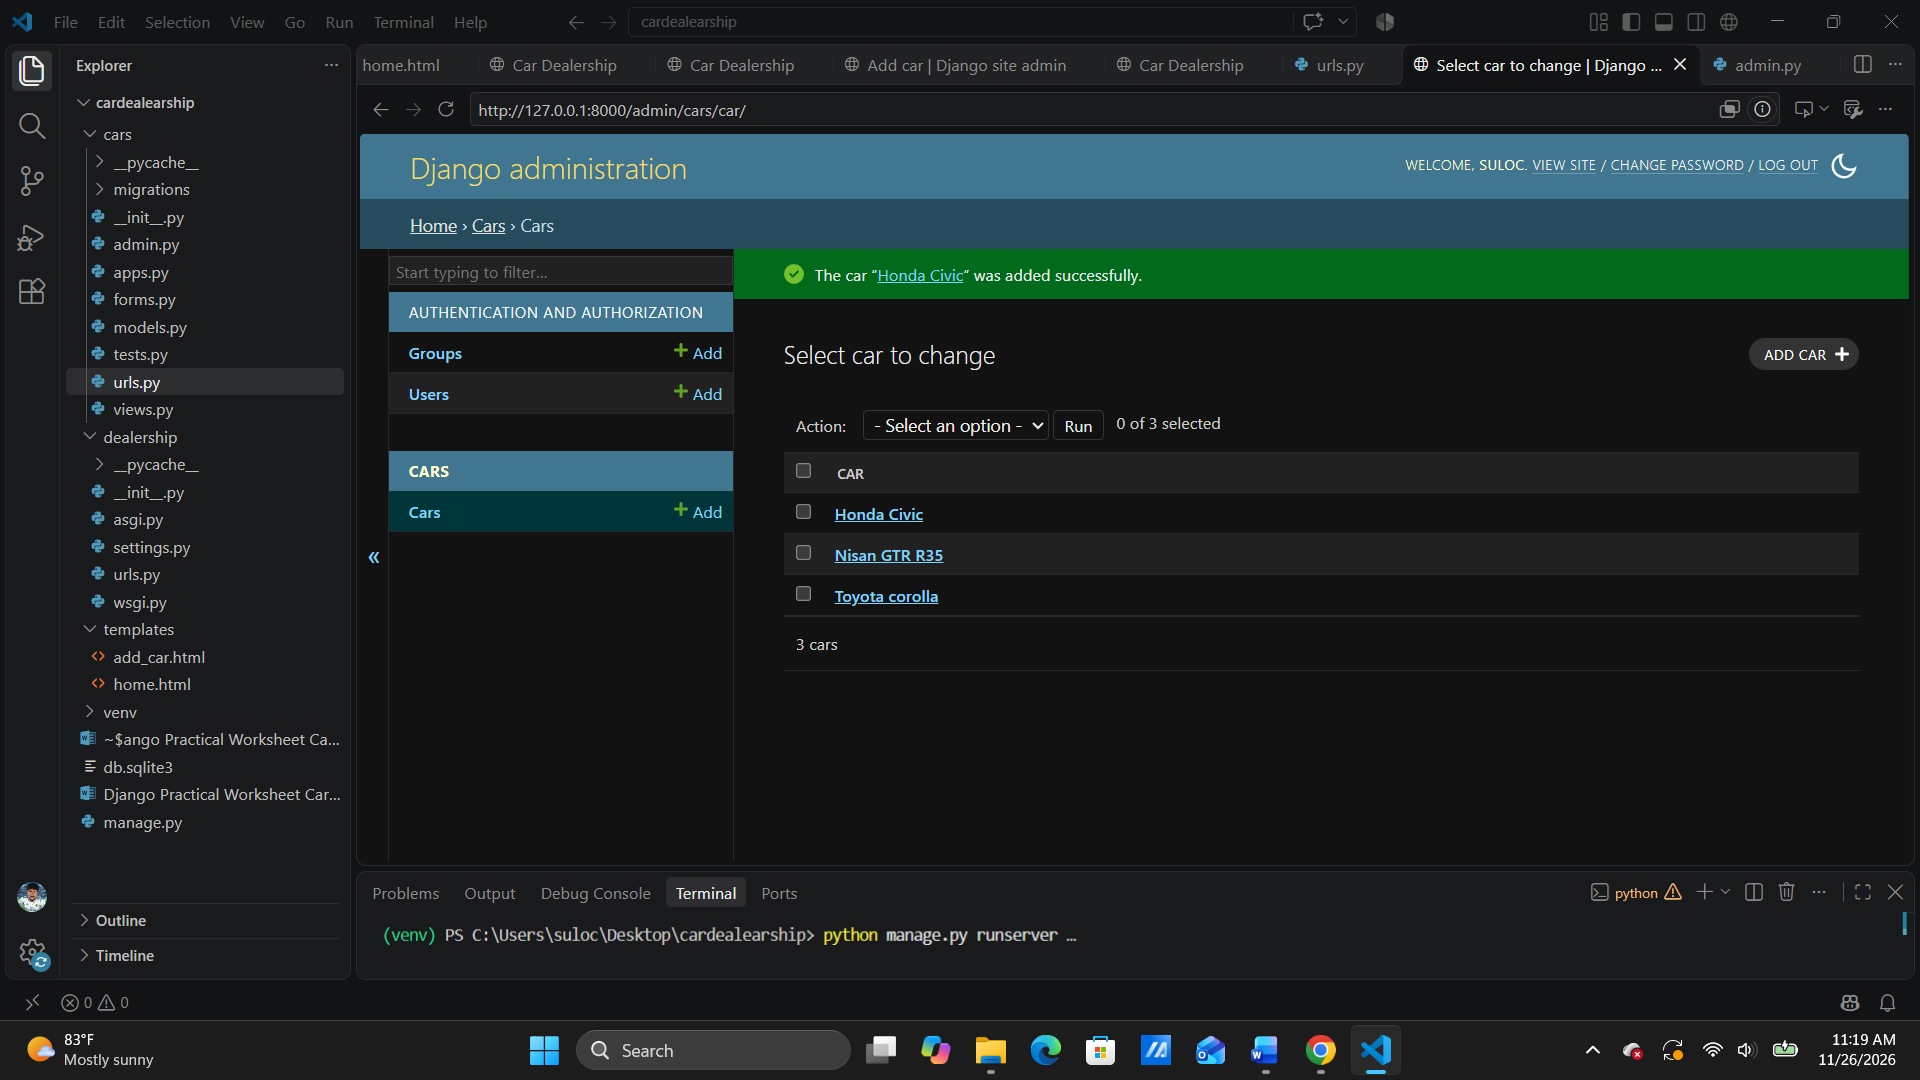 File Edit Selection View Go Run Terminal Help
cardealearship
Explorer
cardealearship
cars
__pycache__
migrations
__init__.py
admin.py
apps.py
forms.py
models.py
tests.py
urls.py
views.py
dealership
__pycache__
__init__.py
asgi.py
settings.py
urls.py
wsgi.py
templates
add_car.html
home.html
venv
~$ango Practical Worksheet Ca...
db.sqlite3
Django Practical Worksheet Car...
manage.py
Outline
Timeline
home.html Car Dealership Car Dealership Add car | Django site admin Car Dealership urls.py Select car to change | Django ... admin.py
http://127.0.0.1:8000/admin/cars/car/
Django administration
WELCOME, SULOC. VIEW SITE / CHANGE PASSWORD / LOG OUT
Home › Cars › Cars
Start typing to filter...
AUTHENTICATION AND AUTHORIZATION
Groups Add
Users Add
CARS
Cars Add
«
The car “Honda Civic” was added successfully.
Select car to change
ADD CAR
Action: - Select an option - Run 0 of 3 selected
CAR
Honda Civic
Nisan GTR R35
Toyota corolla
3 cars
Problems Output Debug Console Terminal Ports
python
(venv) PS C:\Users\suloc\Desktop\cardealearship> python manage.py runserver …
0 0
83°F
Mostly sunny
Search
11:19 AM
11/26/2026